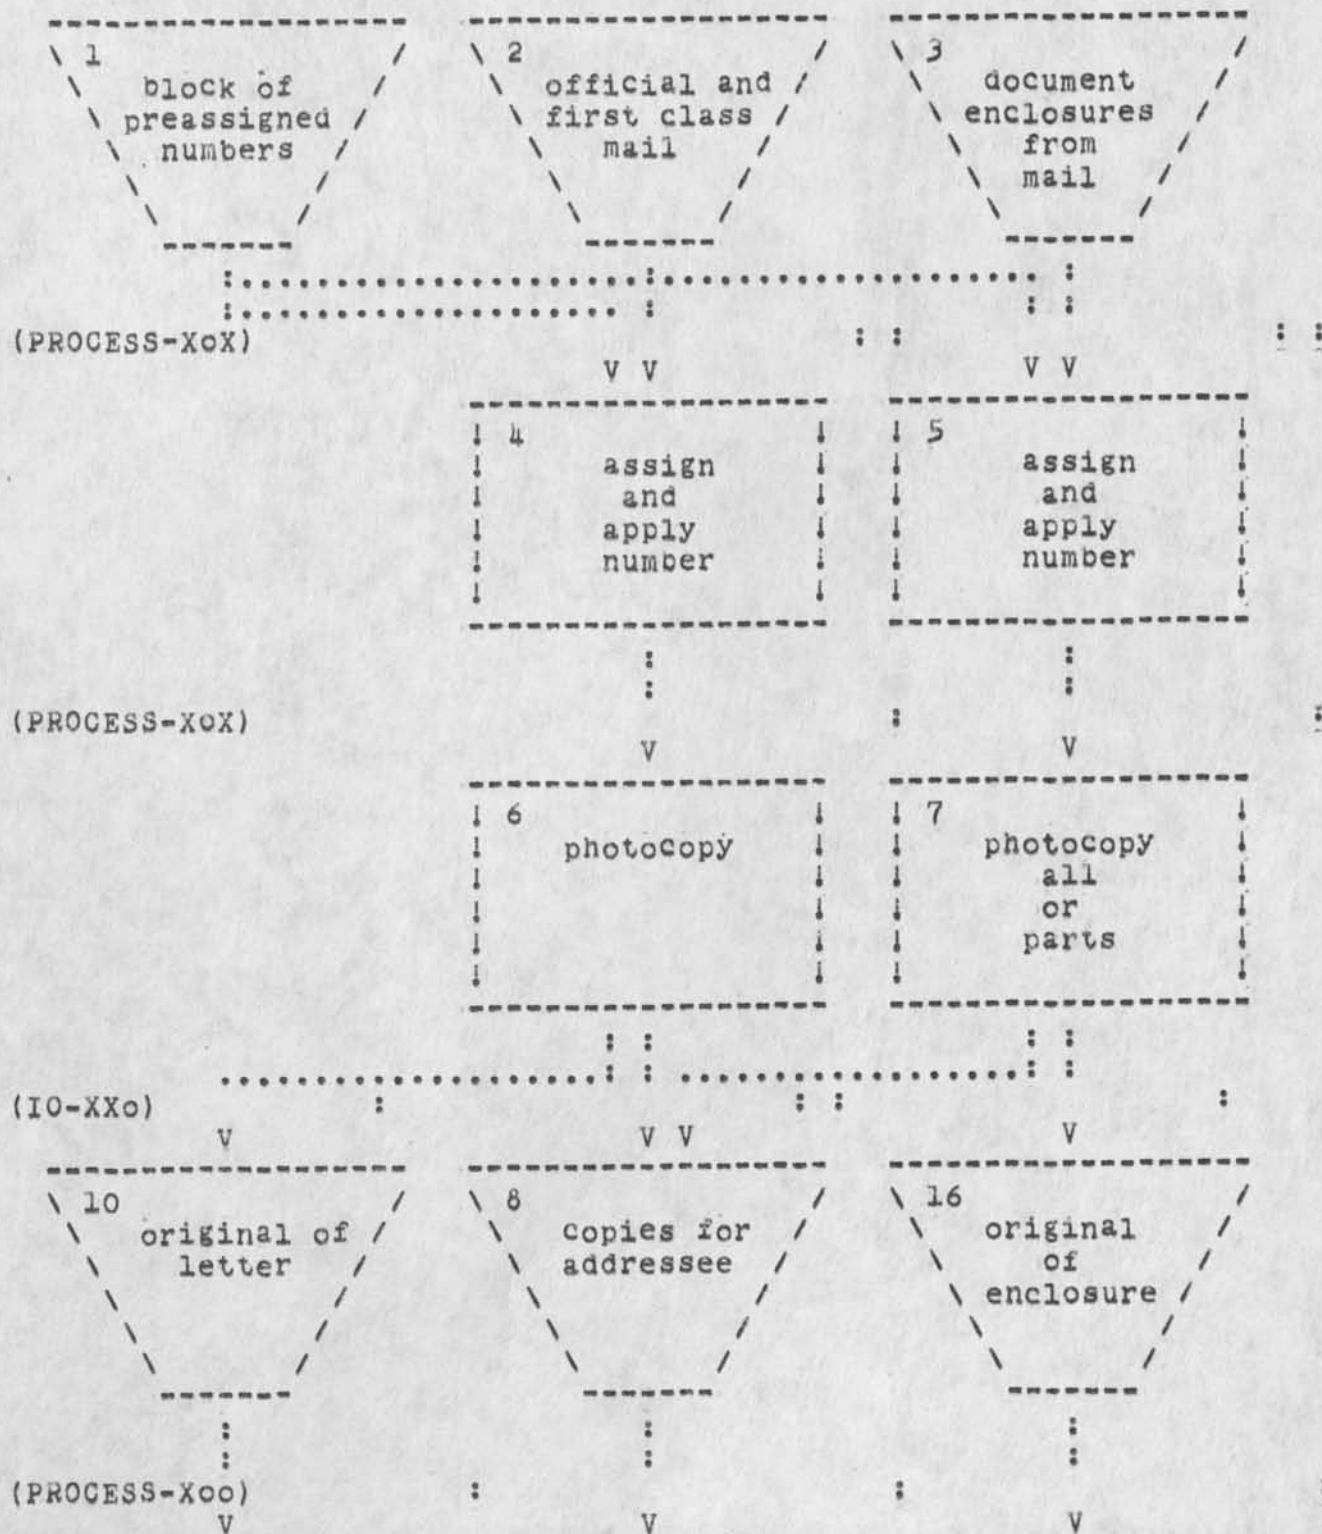 1 2 3
block of official and document
preassigned first class enclosures
numbers mail from
mail
(PROCESS-XoX)
V V V V
4 5
assign assign
and and
apply apply
number number
(PROCESS-XoX)
V V
6 7
photocopy photocopy
all
or
parts
(IO-XXo)
V V V V
10 8 16
original of copies for original
letter addressee of
enclosure
(PROCESS-Xoo)
V V V